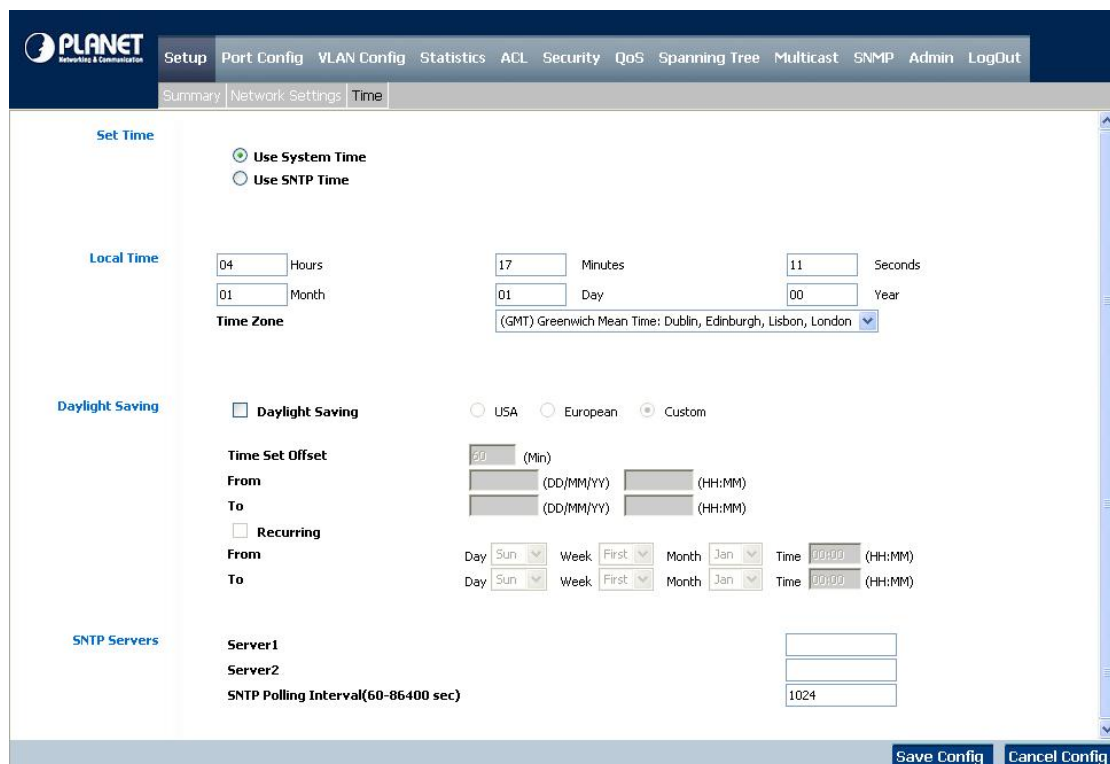 PLANET
Networking & Communication
Setup Port Config VLAN Config Statistics ACL Security QoS Spanning Tree Multicast SNMP Admin LogOut
Summary Network Settings Time
Set Time
Use System Time
Use SNTP Time
Local Time
04 Hours 17 Minutes 11 Seconds
01 Month 01 Day 00 Year
Time Zone (GMT) Greenwich Mean Time: Dublin, Edinburgh, Lisbon, London
Daylight Saving Daylight Saving USA European Custom
Time Set Offset 60 (Min)
From (DD/MM/YY) (HH:MM)
To (DD/MM/YY) (HH:MM)
Recurring
From Day Sun Week First Month Jan Time 00:00 (HH:MM)
To Day Sun Week First Month Jan Time 00:00 (HH:MM)
SNTP Servers Server1
Server2
SNTP Polling Interval(60-86400 sec) 1024
Save Config Cancel Config